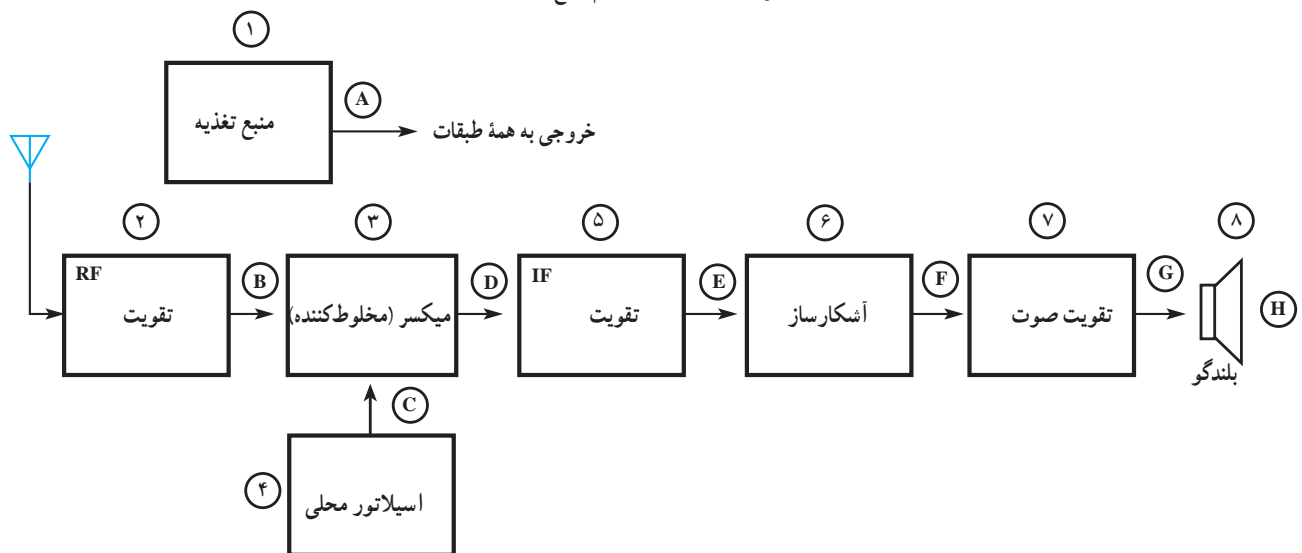 ۱
منبع تغذیه
A
خروجی به همهٔ طبقات
۲
۳
۵
۶
۷
۸
RF
تقویت
B
میکسر (مخلوط‌کننده)
D
IF
تقویت
E
آشکارساز
F
تقویت صوت
G
H
بلندگو
C
۴
اسیلاتور محلی